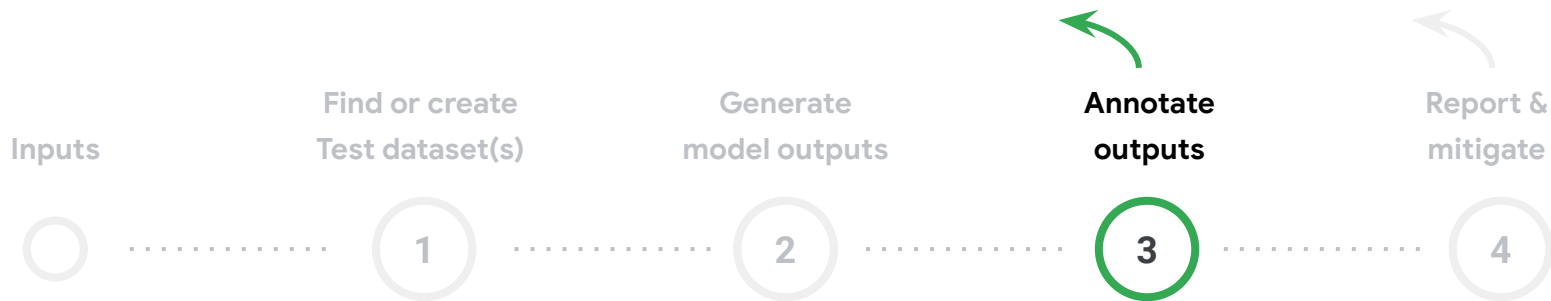 Inputs
Find or create
Test dataset(s)
1
Generate
model outputs
2
Annotate
outputs
3
Report &
mitigate
4